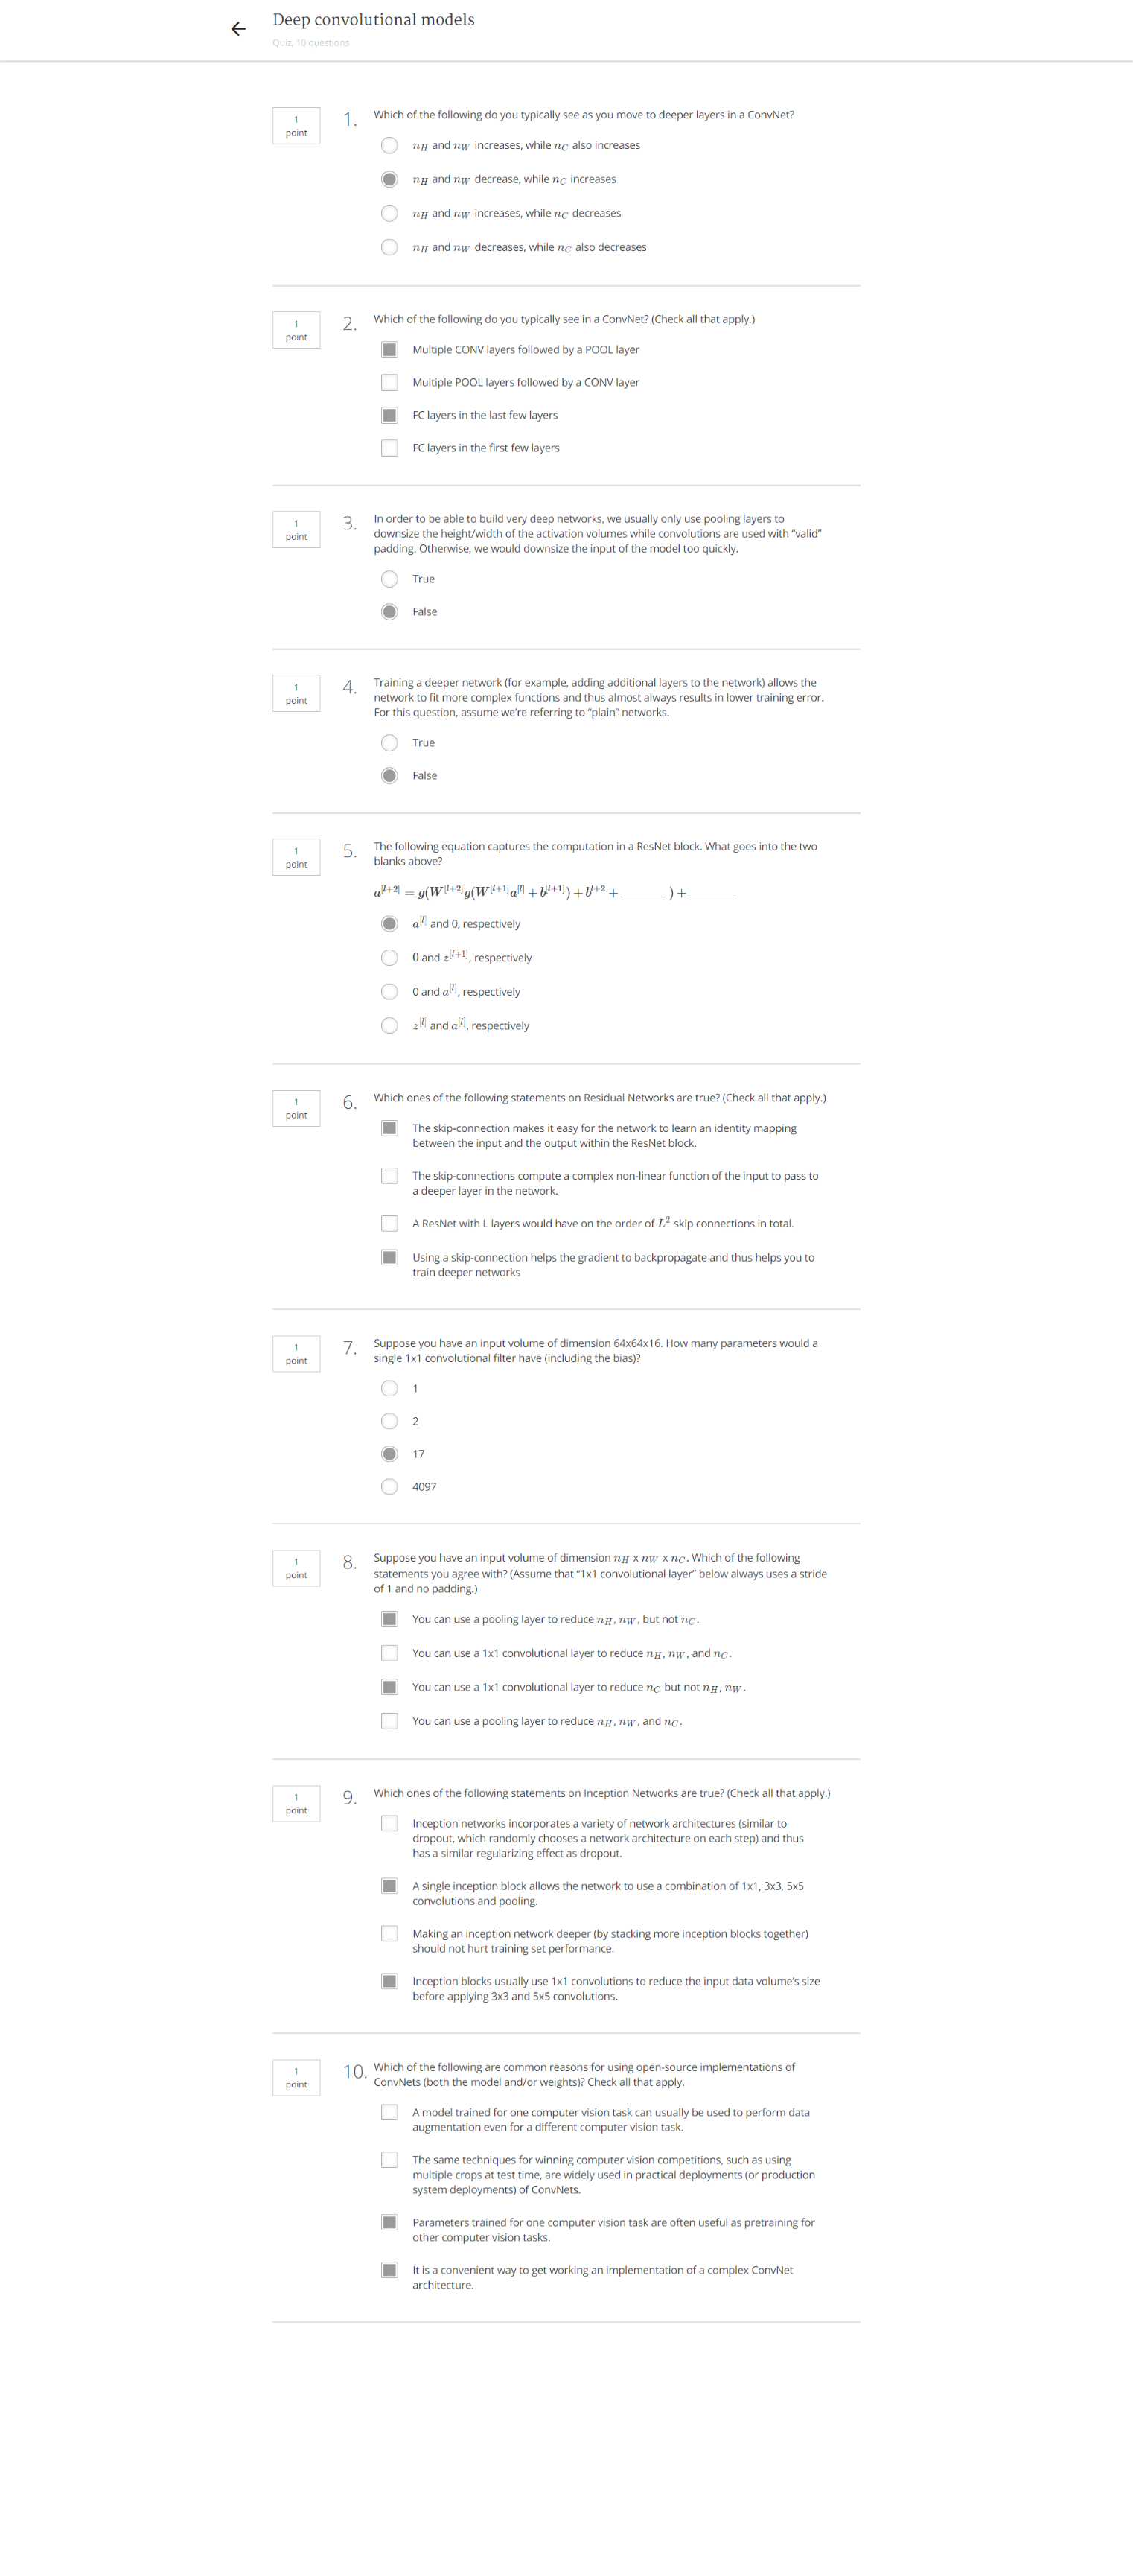 Deep convolutional models
Quiz, 10 questions
1
point
1.
Which of the following do you typically see as you move to deeper layers in a ConvNet?
n_H and n_W increases, while n_C also increases
n_H and n_W decrease, while n_C increases
n_H and n_W increases, while n_C decreases
n_H and n_W decreases, while n_C also decreases
1
point
2.
Which of the following do you typically see in a ConvNet? (Check all that apply.)
Multiple CONV layers followed by a POOL layer
Multiple POOL layers followed by a CONV layer
FC layers in the last few layers
FC layers in the first few layers
1
point
3.
In order to be able to build very deep networks, we usually only use pooling layers to
downsize the height/width of the activation volumes while convolutions are used with “valid”
padding. Otherwise, we would downsize the input of the model too quickly.
True
False
1
point
4.
Training a deeper network (for example, adding additional layers to the network) allows the
network to fit more complex functions and thus almost always results in lower training error.
For this question, assume we’re referring to “plain” networks.
True
False
1
point
5.
The following equation captures the computation in a ResNet block. What goes into the two
blanks above?
a^[l+2] = g(W^[l+2] g(W^[l+1] a^[l] + b^[l+1]) + b^l+2 + _______ ) + _______
a^[l] and 0, respectively
0 and z^[l+1], respectively
0 and a^[l], respectively
z^[l] and a^[l], respectively
1
point
6.
Which ones of the following statements on Residual Networks are true? (Check all that apply.)
The skip-connection makes it easy for the network to learn an identity mapping
between the input and the output within the ResNet block.
The skip-connections compute a complex non-linear function of the input to pass to
a deeper layer in the network.
A ResNet with L layers would have on the order of L² skip connections in total.
Using a skip-connection helps the gradient to backpropagate and thus helps you to
train deeper networks
1
point
7.
Suppose you have an input volume of dimension 64x64x16. How many parameters would a
single 1x1 convolutional filter have (including the bias)?
1
2
17
4097
1
point
8.
Suppose you have an input volume of dimension n_H x n_W x n_C. Which of the following
statements you agree with? (Assume that “1x1 convolutional layer” below always uses a stride
of 1 and no padding.)
You can use a pooling layer to reduce n_H, n_W, but not n_C.
You can use a 1x1 convolutional layer to reduce n_H, n_W, and n_C.
You can use a 1x1 convolutional layer to reduce n_C but not n_H, n_W.
You can use a pooling layer to reduce n_H, n_W, and n_C.
1
point
9.
Which ones of the following statements on Inception Networks are true? (Check all that apply.)
Inception networks incorporates a variety of network architectures (similar to
dropout, which randomly chooses a network architecture on each step) and thus
has a similar regularizing effect as dropout.
A single inception block allows the network to use a combination of 1x1, 3x3, 5x5
convolutions and pooling.
Making an inception network deeper (by stacking more inception blocks together)
should not hurt training set performance.
Inception blocks usually use 1x1 convolutions to reduce the input data volume’s size
before applying 3x3 and 5x5 convolutions.
1
point
10.
Which of the following are common reasons for using open-source implementations of
ConvNets (both the model and/or weights)? Check all that apply.
A model trained for one computer vision task can usually be used to perform data
augmentation even for a different computer vision task.
The same techniques for winning computer vision competitions, such as using
multiple crops at test time, are widely used in practical deployments (or production
system deployments) of ConvNets.
Parameters trained for one computer vision task are often useful as pretraining for
other computer vision tasks.
It is a convenient way to get working an implementation of a complex ConvNet
architecture.